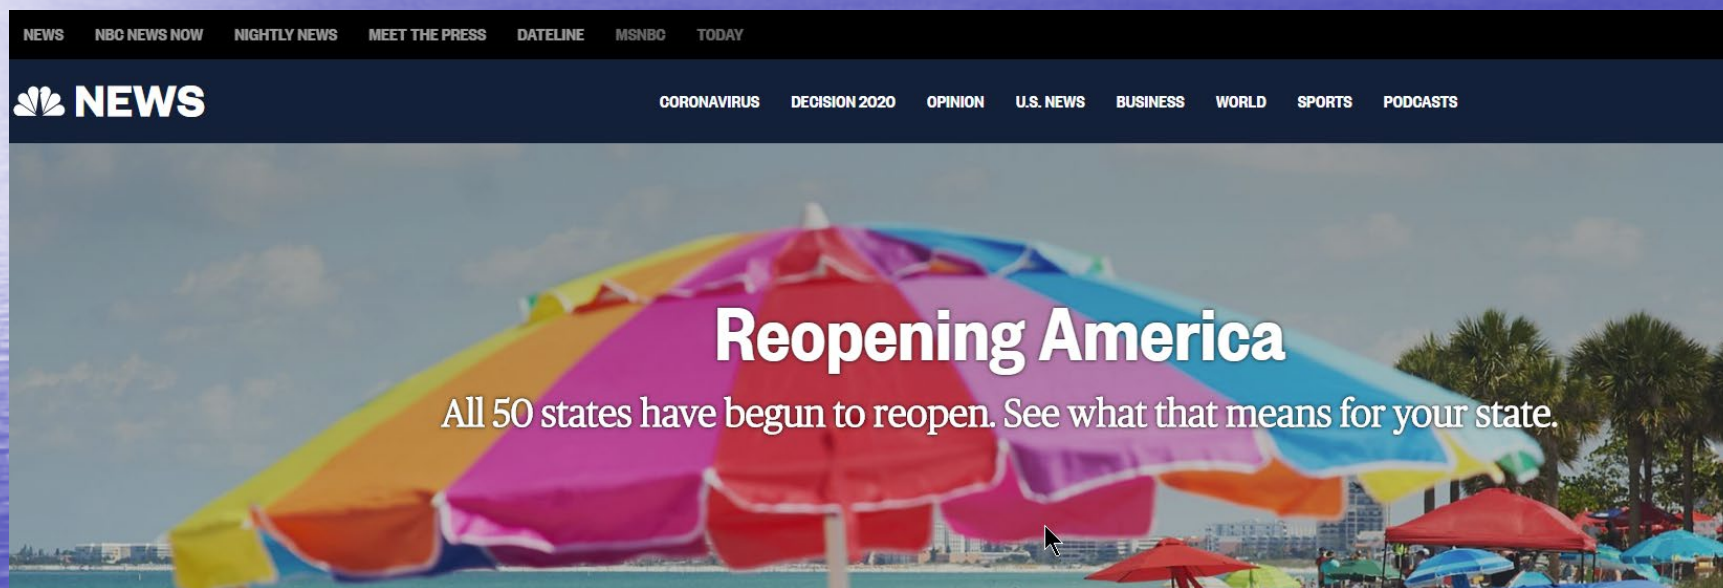 NEWS NBC NEWS NOW NIGHTLY NEWS MEET THE PRESS DATELINE MSNBC TODAY
NEWS CORONAVIRUS DECISION 2020 OPINION U.S. NEWS BUSINESS WORLD SPORTS PODCASTS
Reopening America
All 50 states have begun to reopen. See what that means for your state.